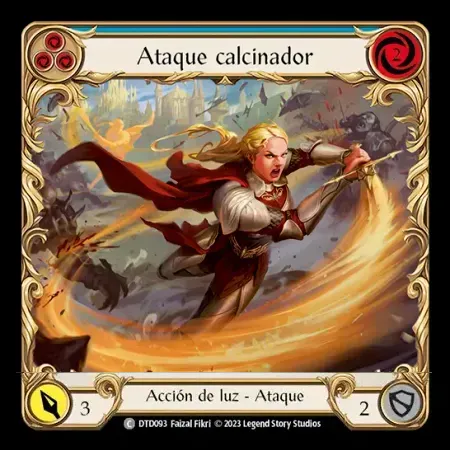 Ataque calcinador
2
3
Acción de luz - Ataque
2
C DTD093 Faizal Fikri © 2023 Legend Story Studios